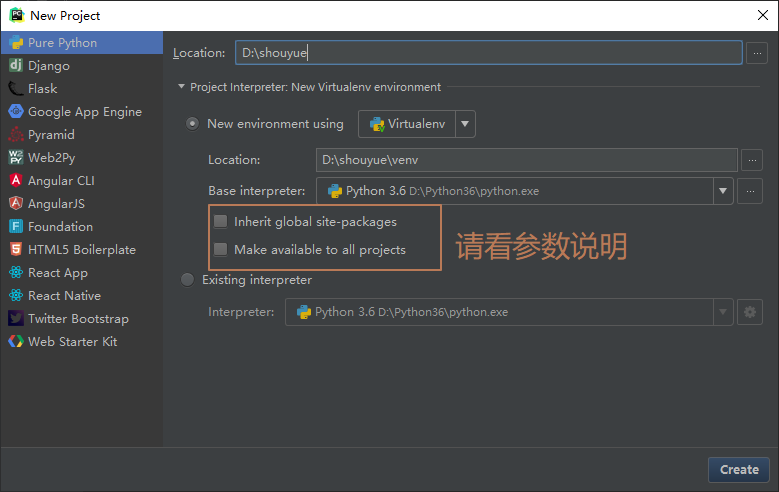 New Project
Pure Python
Django
Flask
Google App Engine
Pyramid
Web2Py
Angular CLI
AngularJS
Foundation
HTML5 Boilerplate
React App
React Native
Twitter Bootstrap
Web Starter Kit
Location: D:\shouyue
Project Interpreter: New Virtualenv environment
New environment using Virtualenv
Location: D:\shouyue\venv
Base interpreter: Python 3.6 D:\Python36\python.exe
Inherit global site-packages
Make available to all projects
请看参数说明
Existing interpreter
Interpreter: Python 3.6 D:\Python36\python.exe
Create